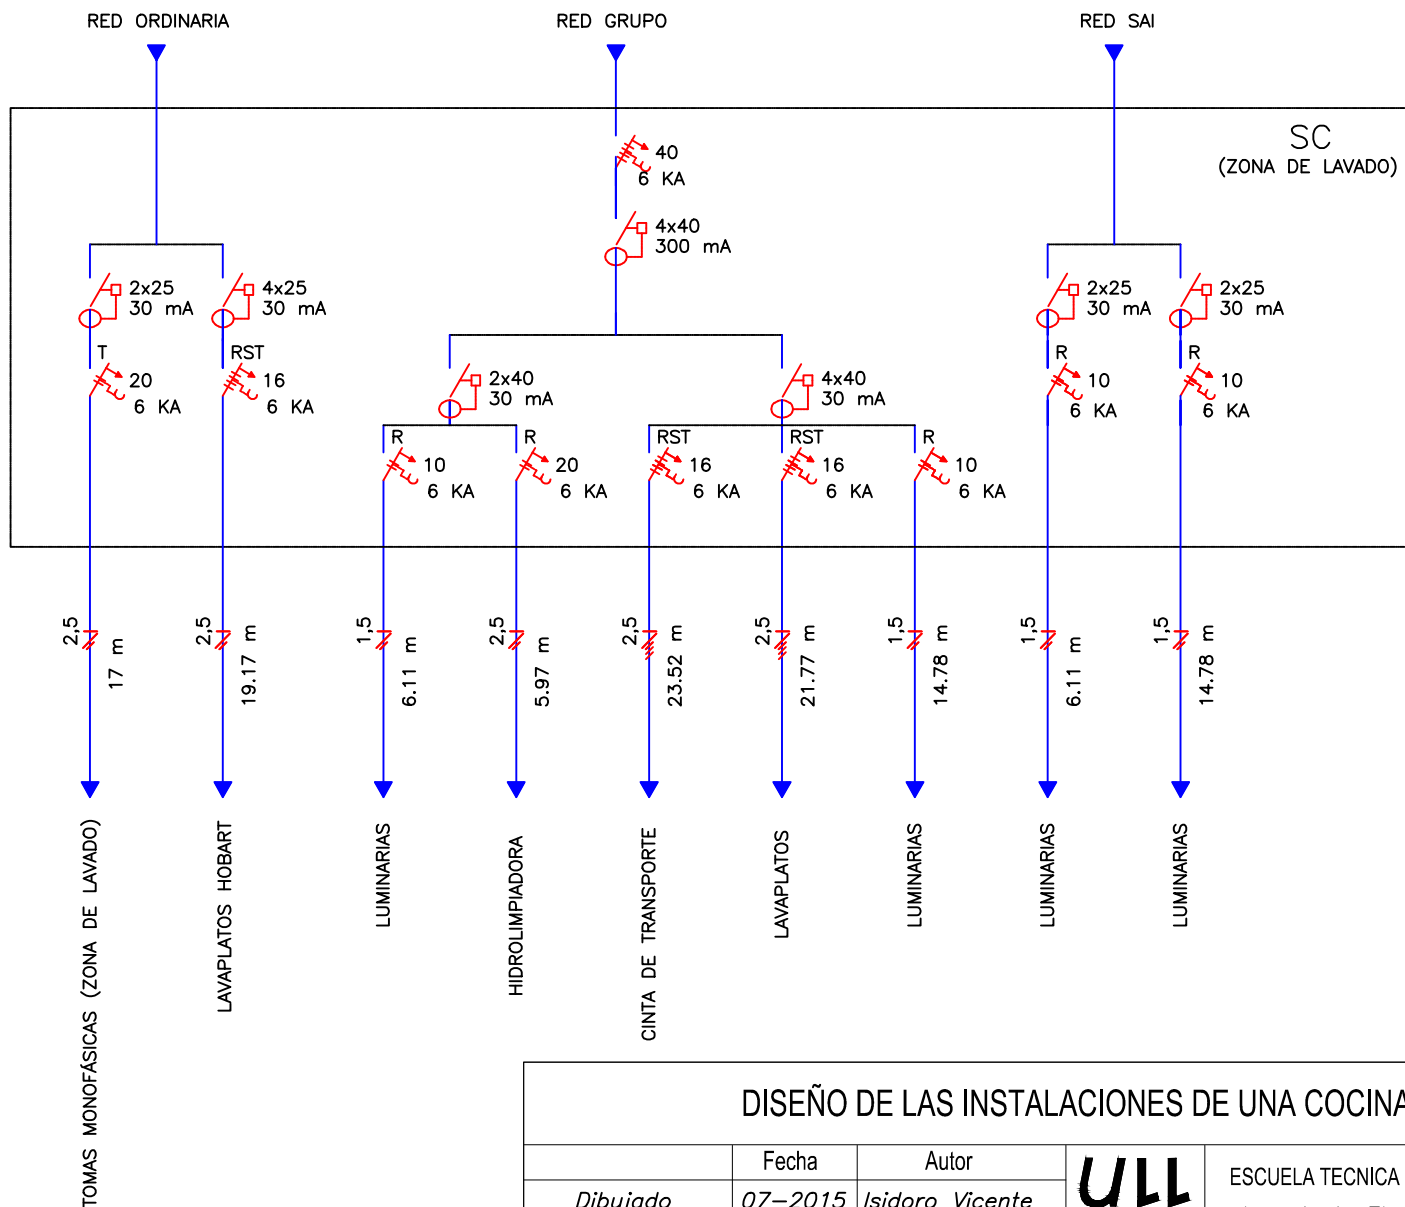 RED ORDINARIA
RED GRUPO
RED SAI
SC
(ZONA DE LAVADO)
40
6 KA
4x40
300 mA
2x25
30 mA
4x25
30 mA
2x25
30 mA
2x25
30 mA
T
20
6 KA
RST
16
6 KA
2x40
30 mA
4x40
30 mA
R
10
6 KA
R
10
6 KA
R
10
6 KA
R
20
6 KA
RST
16
6 KA
RST
16
6 KA
R
10
6 KA
2,5
17 m
2,5
19.17 m
1,5
6.11 m
2,5
5.97 m
2,5
23.52 m
2,5
21.77 m
1,5
14.78 m
1,5
6.11 m
1,5
14.78 m
TOMAS MONOFÁSICAS (ZONA DE LAVADO)
LAVAPLATOS HOBART
LUMINARIAS
HIDROLIMPIADORA
CINTA DE TRANSPORTE
LAVAPLATOS
LUMINARIAS
LUMINARIAS
LUMINARIAS
DISEÑO DE LAS INSTALACIONES DE UNA COCINA
Fecha
Autor
ULL
ESCUELA TECNICA
Dibujado
07-2015
Isidoro Vicente